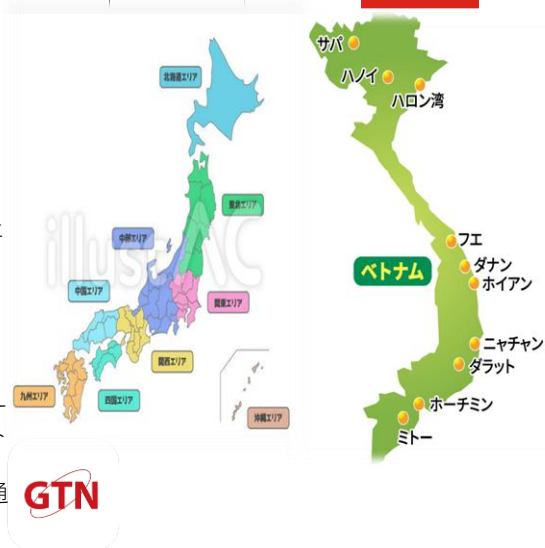 北海道エリア
東北エリア
中部エリア
中国エリア
関東エリア
関西エリア
九州エリア
四国エリア
沖縄エリア
illust AC
サパ
ハノイ
ハロン湾
フエ
ダナン
ホイアン
ベトナム
ニャチャン
ダラット
ホーチミン
ミトー
GTN